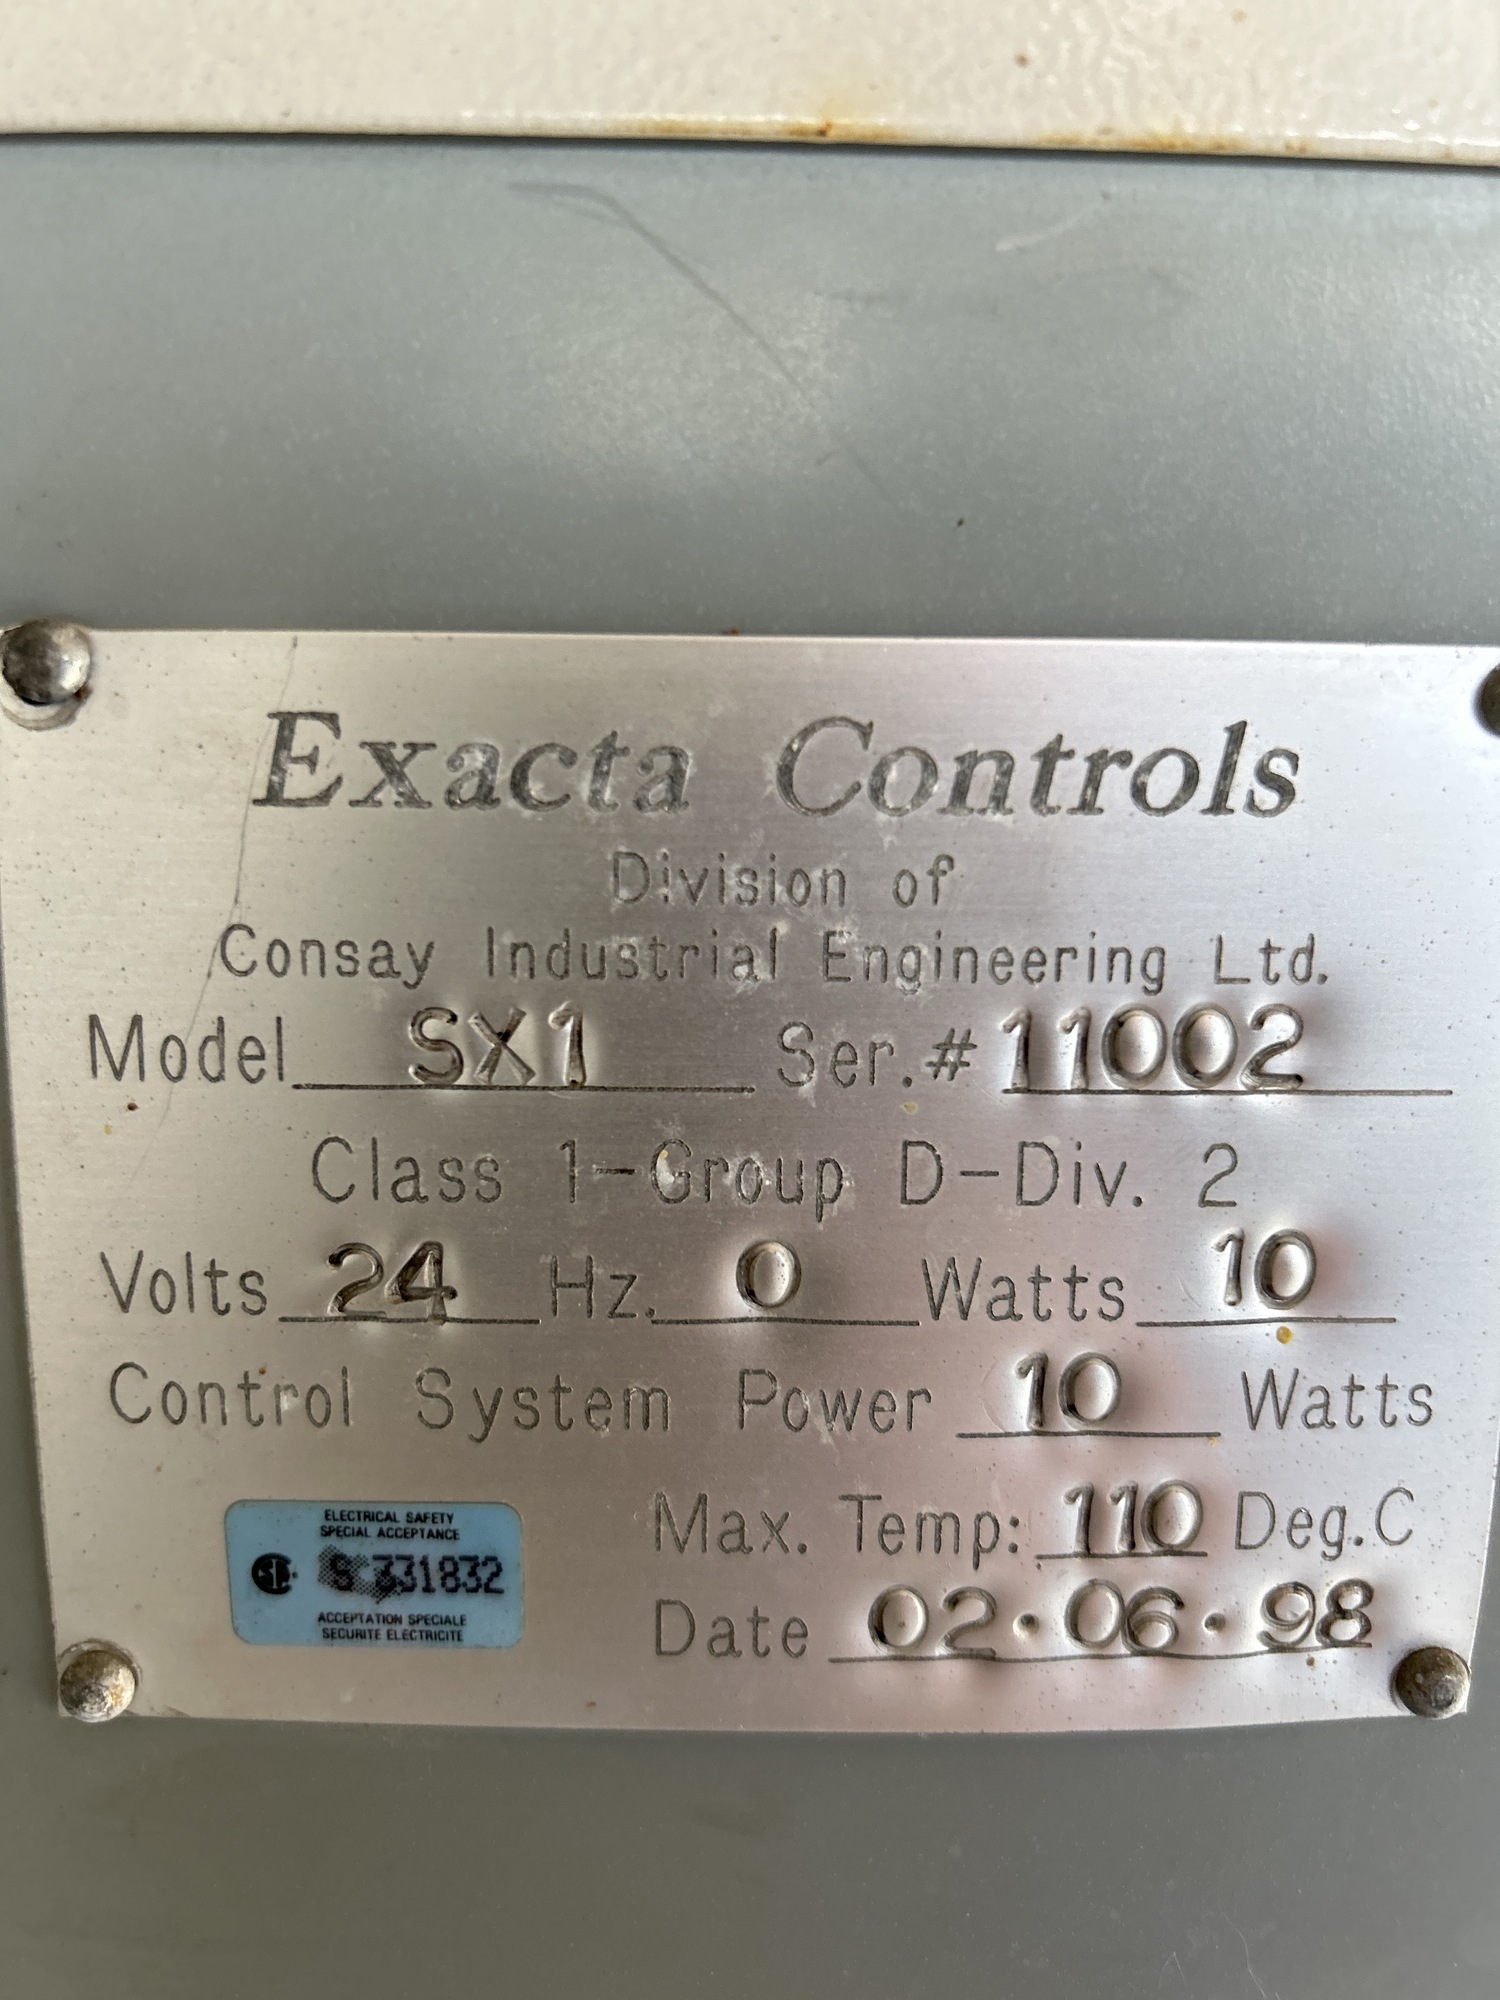 Exacta Controls
Division of
Consay Industrial Engineering Ltd.
Model SX1 Ser.# 11002
Class 1-Group D-Div. 2
Volts 24 Hz. 0 Watts 10
Control System Power 10 Watts
Max. Temp: 110 Deg.C
Date 02·06·98
ELECTRICAL SAFETY
SPECIAL ACCEPTANCE
S 331832
ACCEPTATION SPECIALE
SECURITE ELECTRICITE